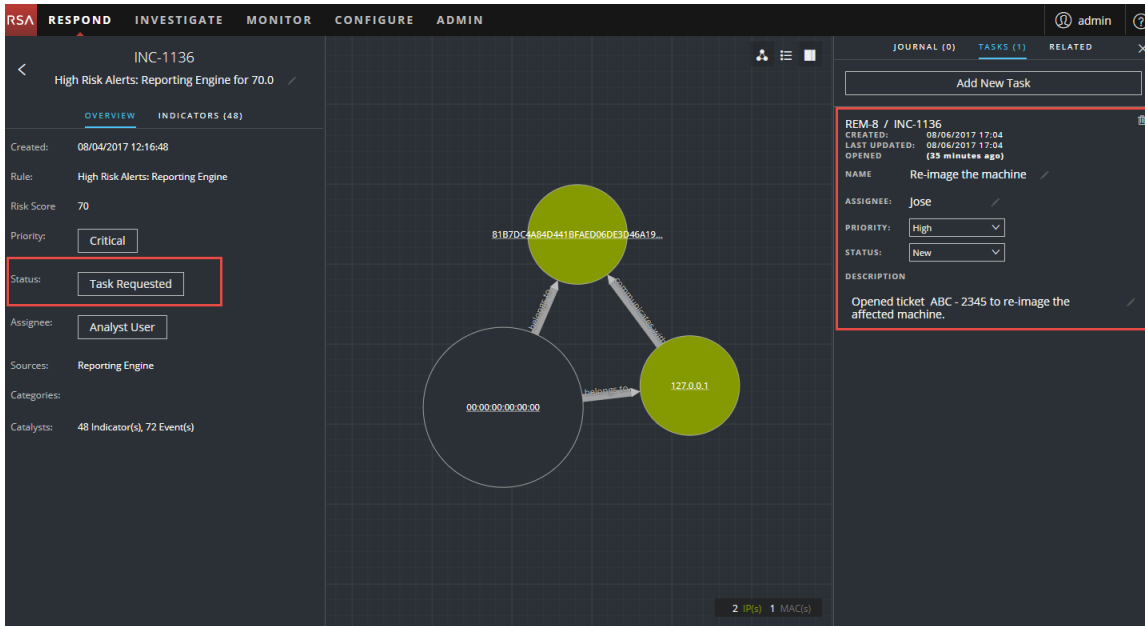 RSA RESPOND INVESTIGATE MONITOR CONFIGURE ADMIN admin ?
INC-1136
High Risk Alerts: Reporting Engine for 70.0
OVERVIEW INDICATORS (48)
Created: 08/04/2017 12:16:48
Rule: High Risk Alerts: Reporting Engine
Risk Score 70
Priority: Critical
Status: Task Requested
Assignee: Analyst User
Sources: Reporting Engine
Categories:
Catalysts: 48 Indicator(s), 72 Event(s)
81B7DC4A84D441BFAED06DE3D46A19...
belongs to
communicates with
127.0.0.1
belongs to
00:00:00:00:00:00
2 IP(s) 1 MAC(s)
JOURNAL (0) TASKS (1) RELATED
Add New Task
REM-8 / INC-1136
CREATED: 08/06/2017 17:04
LAST UPDATED: 08/06/2017 17:04
OPENED (35 minutes ago)
NAME Re-image the machine
ASSIGNEE: Jose
PRIORITY: High
STATUS: New
DESCRIPTION
Opened ticket ABC - 2345 to re-image the
affected machine.